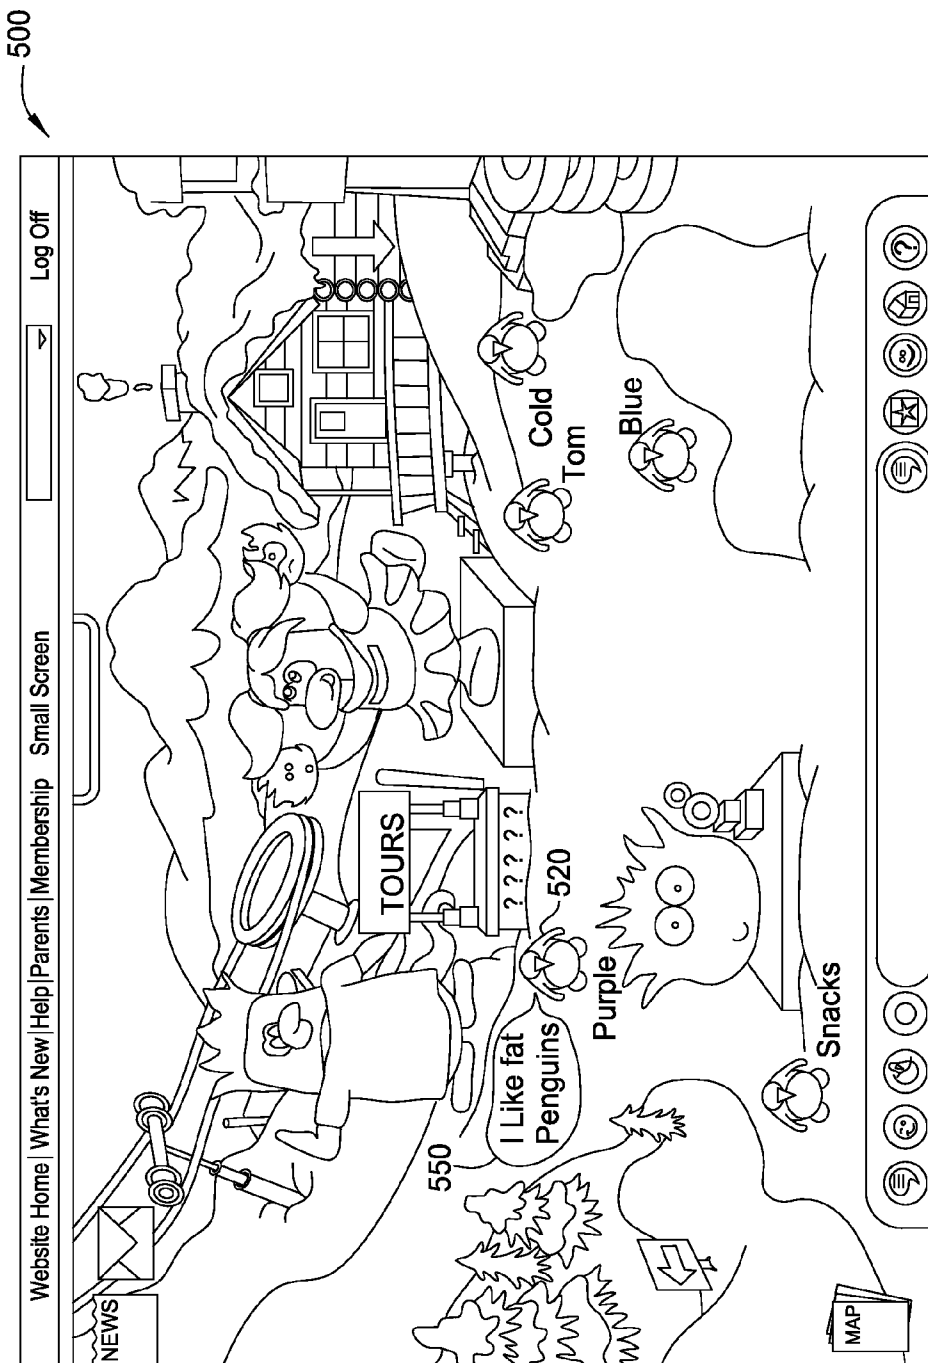 500
Website Home | What's New | Help | Parents | Membership Small Screen Log Off
NEWS
TOURS
? ? ? ? ?
550
I Like fat
Penguins
520
Purple
Cold
Tom
Blue
Snacks
MAP
?